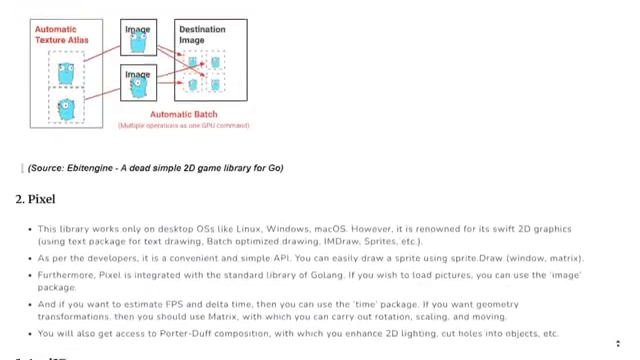 Automatic
Texture Atlas
Image
Destination
Image
Image
Automatic Batch
(Multiple operations as one GPU command)
(Source: Ebitengine - A dead simple 2D game library for Go)
2. Pixel
• This library works only on desktop OSs like Linux, Windows, macOS. However, it is renowned for its swift 2D graphics
(using text package for text drawing, Batch optimized drawing, IMDraw, Sprites, etc.).
• As per the developers, it is a convenient and simple API. You can easily draw a sprite using sprite.Draw (window, matrix).
• Furthermore, Pixel is integrated with the standard library of Golang. If you wish to load pictures, you can use the 'image'
package.
• And if you want to estimate FPS and delta time, then you can use the 'time' package. If you want geometry
transformations, then you should use Matrix, with which you can carry out rotation, scaling, and moving.
• You will also get access to Porter-Duff composition, with which you enhance 2D lighting, cut holes into objects, etc.